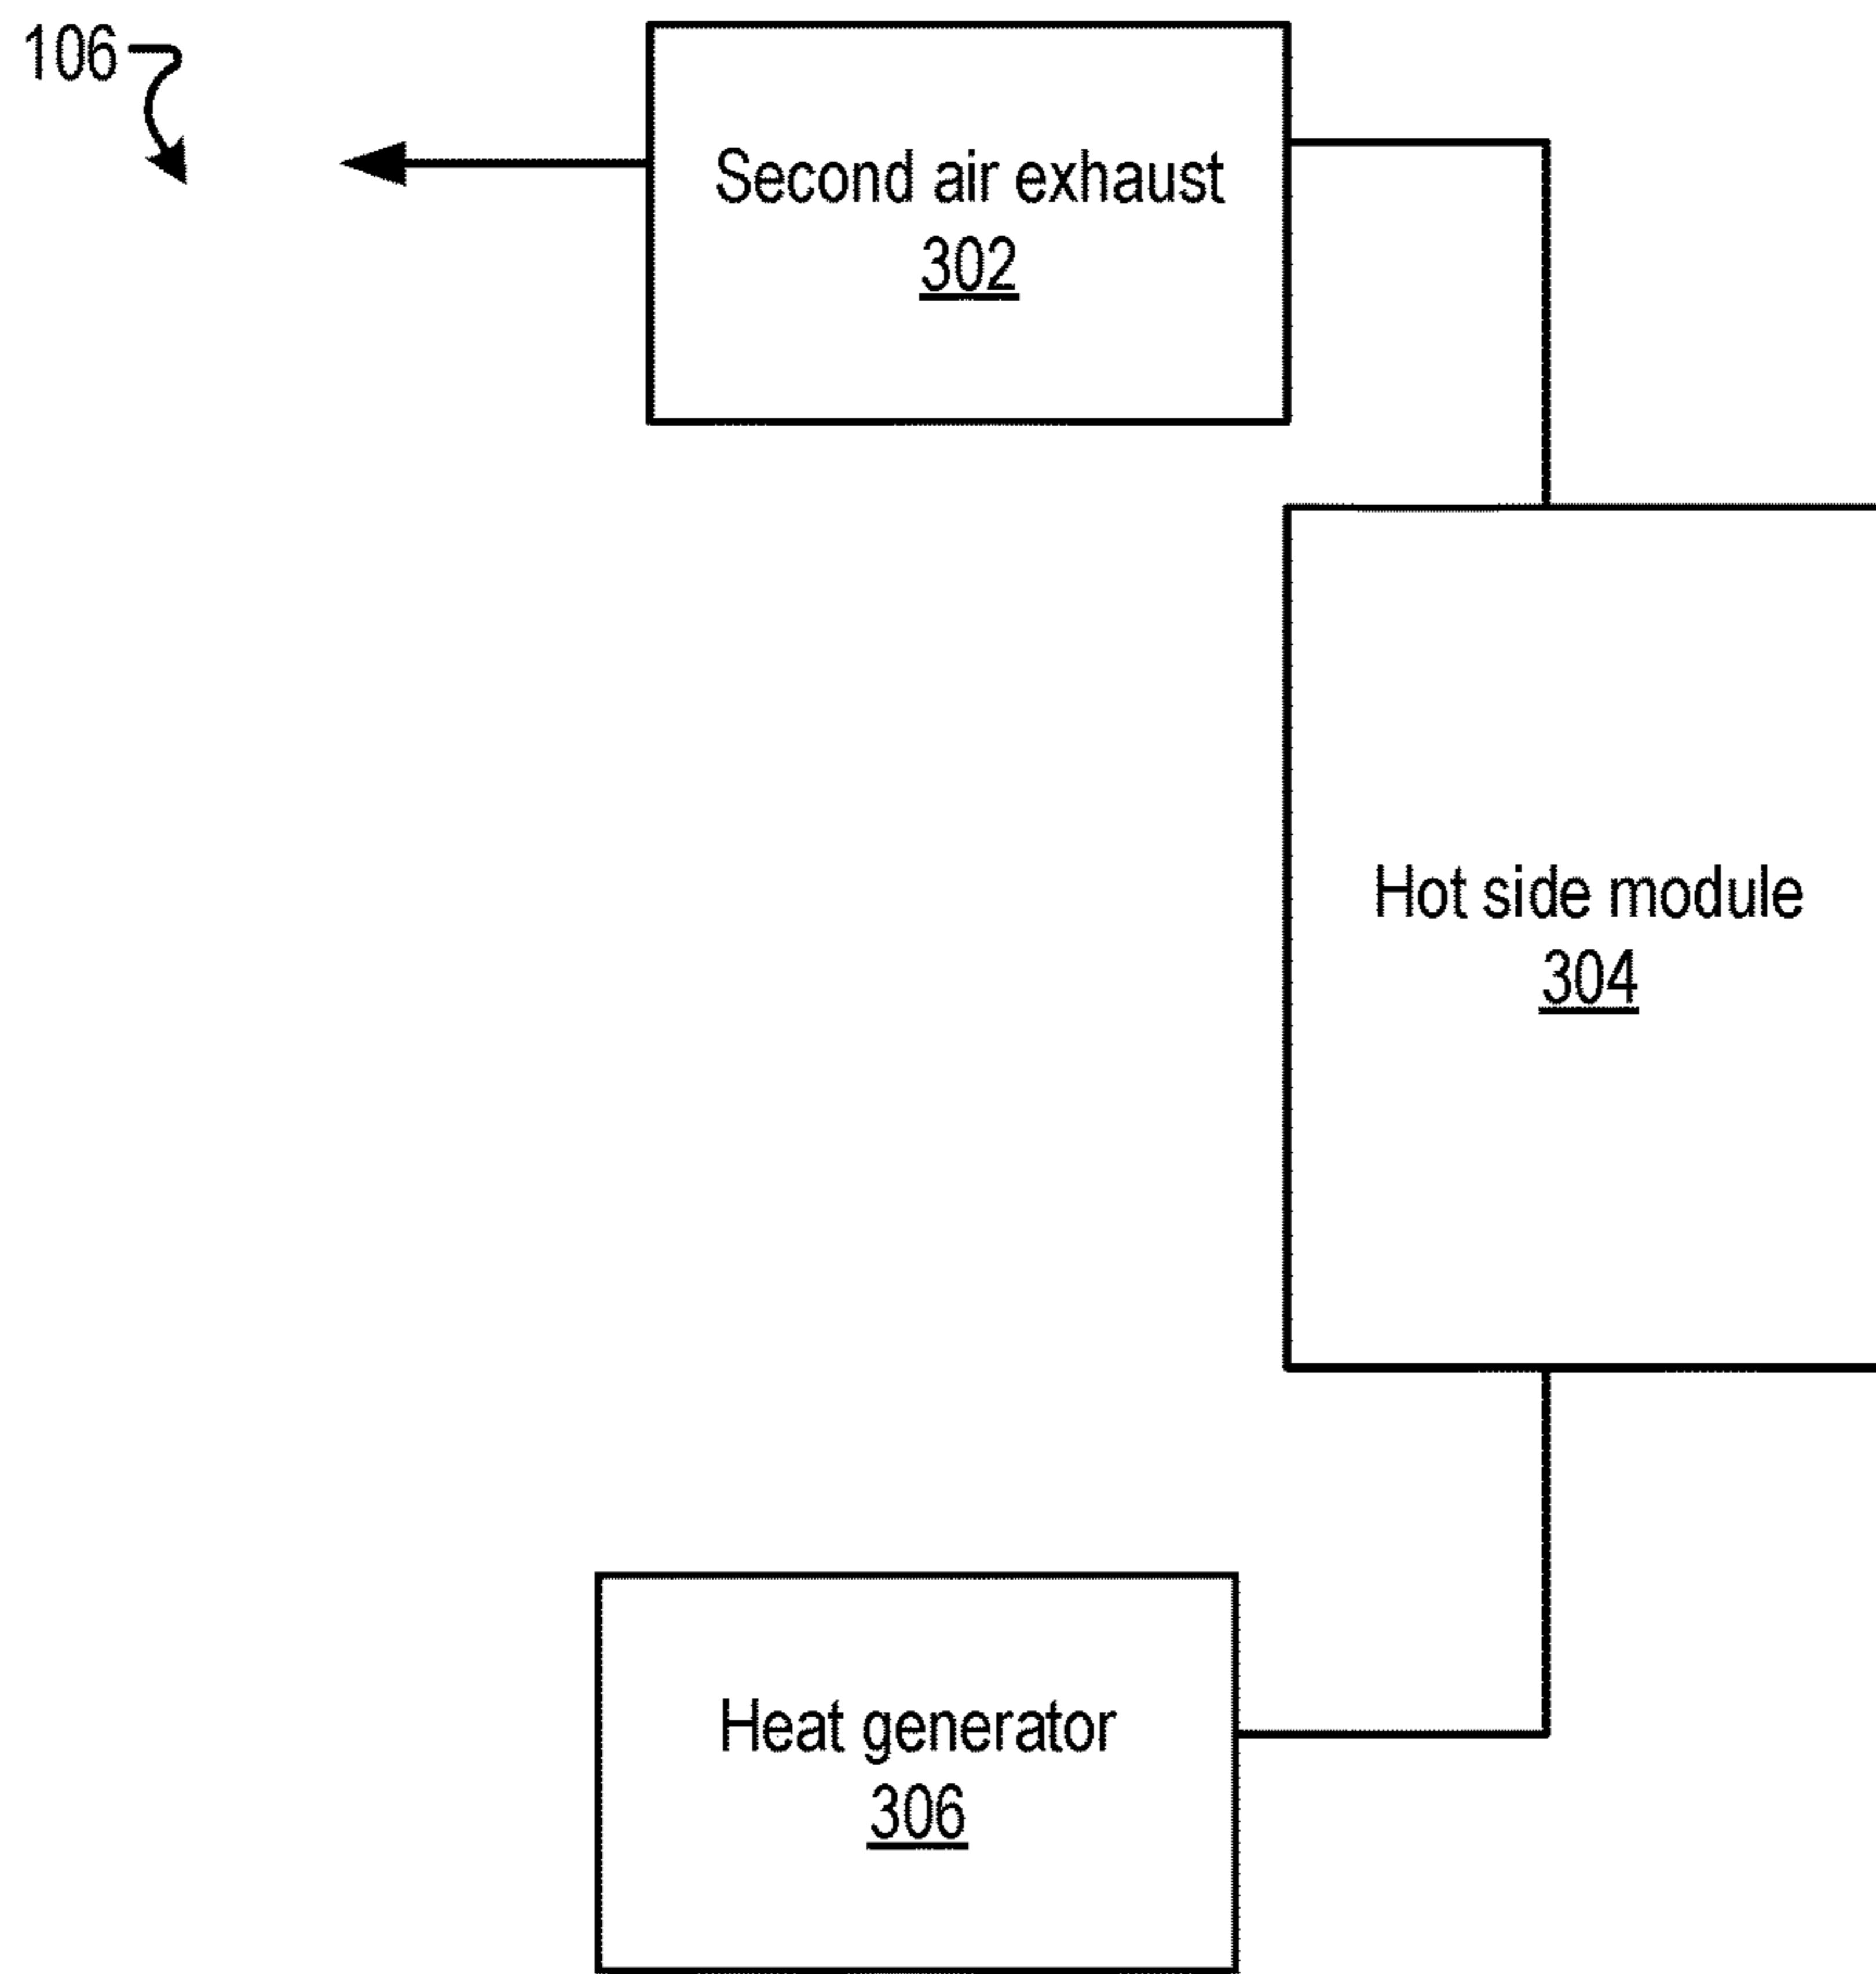 106
Second air exhaust
302
Hot side module
304
Heat generator
306